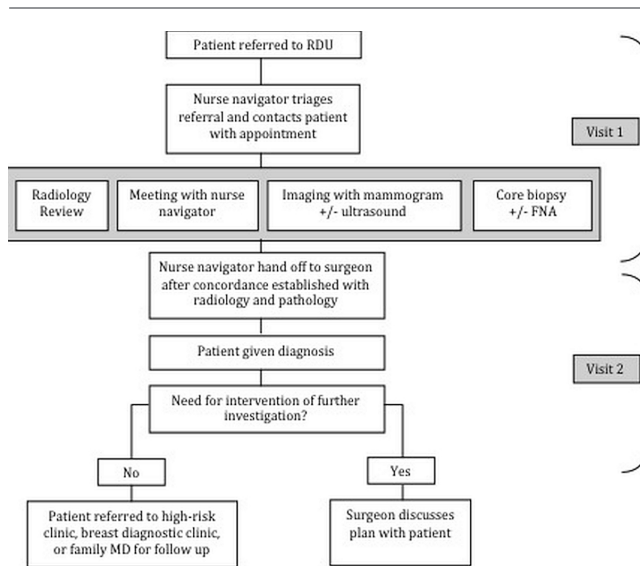 Patient referred to RDU
Nurse navigator triages
referral and contacts patient
with appointment
Visit 1
Radiology
Review
Meeting with nurse
navigator
Imaging with mammogram
+/- ultrasound
Core biopsy
+/- FNA
Nurse navigator hand off to surgeon
after concordance established with
radiology and pathology
Patient given diagnosis
Visit 2
Need for intervention of further
investigation?
No
Yes
Patient referred to high-risk
clinic, breast diagnostic clinic,
or family MD for follow up
Surgeon discusses
plan with patient